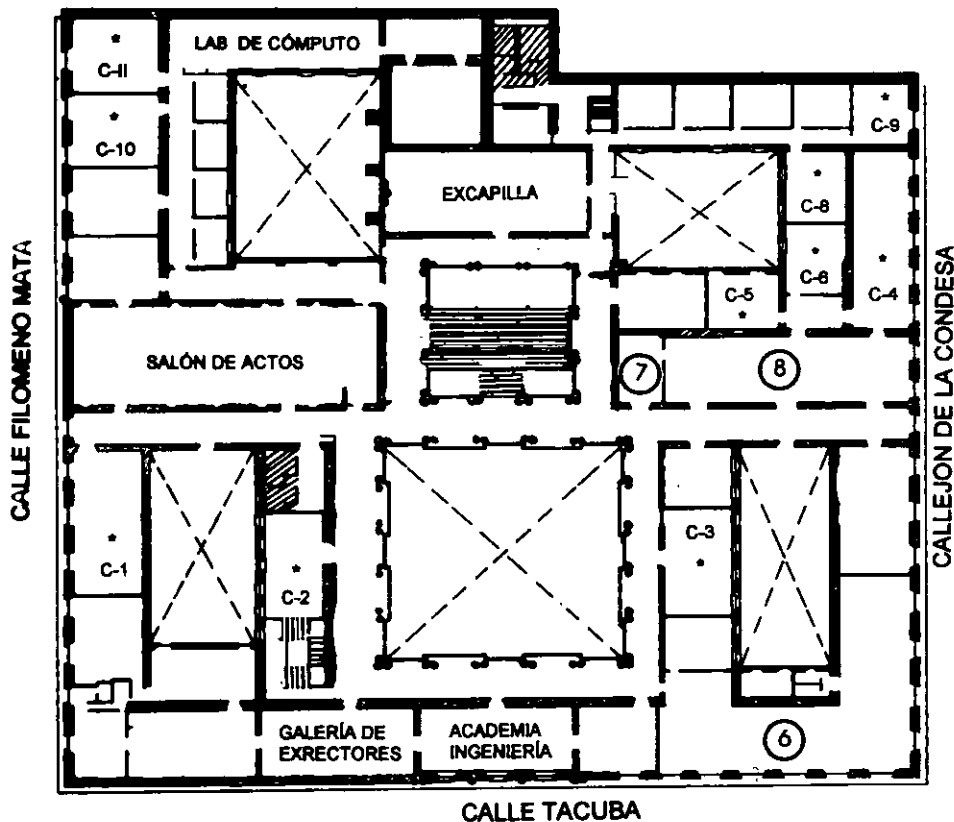 LAB DE CÓMPUTO
*
C-II
*
C-10
*
C-9
EXCAPILLA
*
C-8
C-6
*
*
C-4
C-5
*
CALLE FILOMENO MATA
SALÓN DE ACTOS
7
8
CALLEJON DE LA CONDESA
*
C-1
*
C-2
C-3
*
GALERÍA DE
EXRECTORES
ACADEMIA
INGENIERÍA
6
CALLE TACUBA